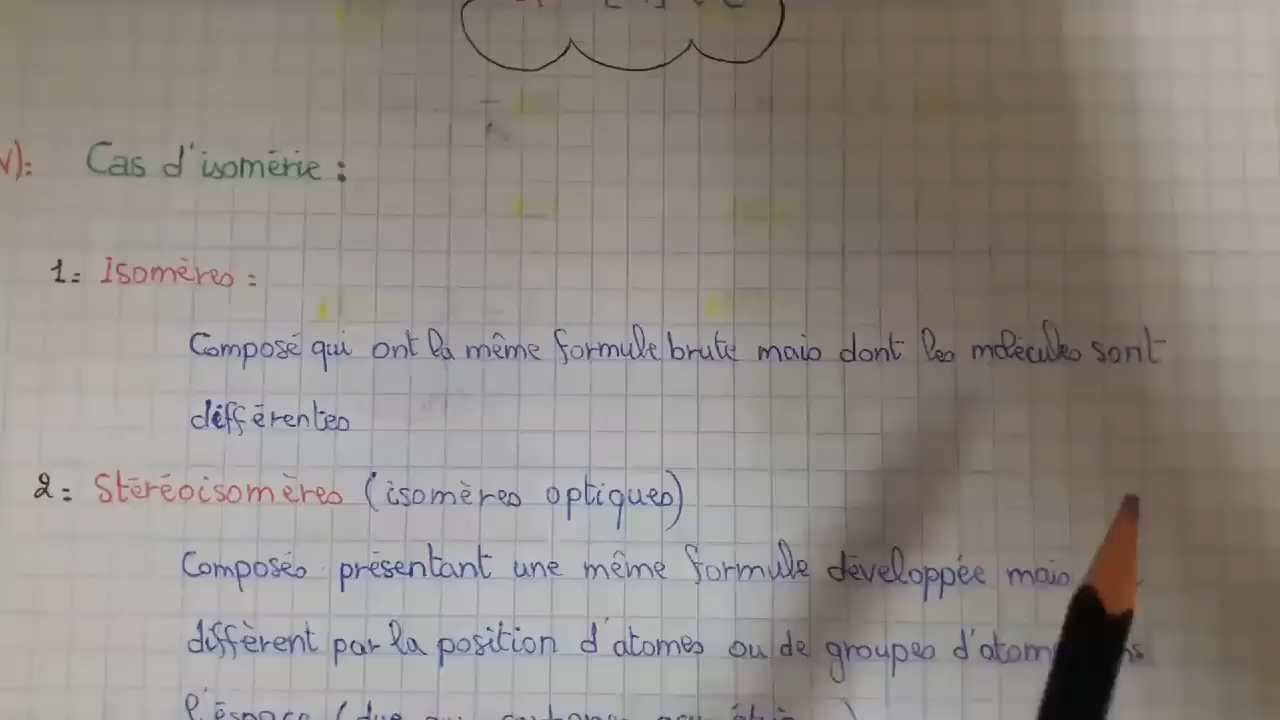 V): Cas d'isomérie :
1: Isomères :
Composé qui ont la même formule brute mais dont les molécules sont
différentes
2: Stéréoisomères (isomères optiques)
Composés présentant une même formule développée mais
diffèrent par la position d'atomes ou de groupes d'atom
l'éspace (